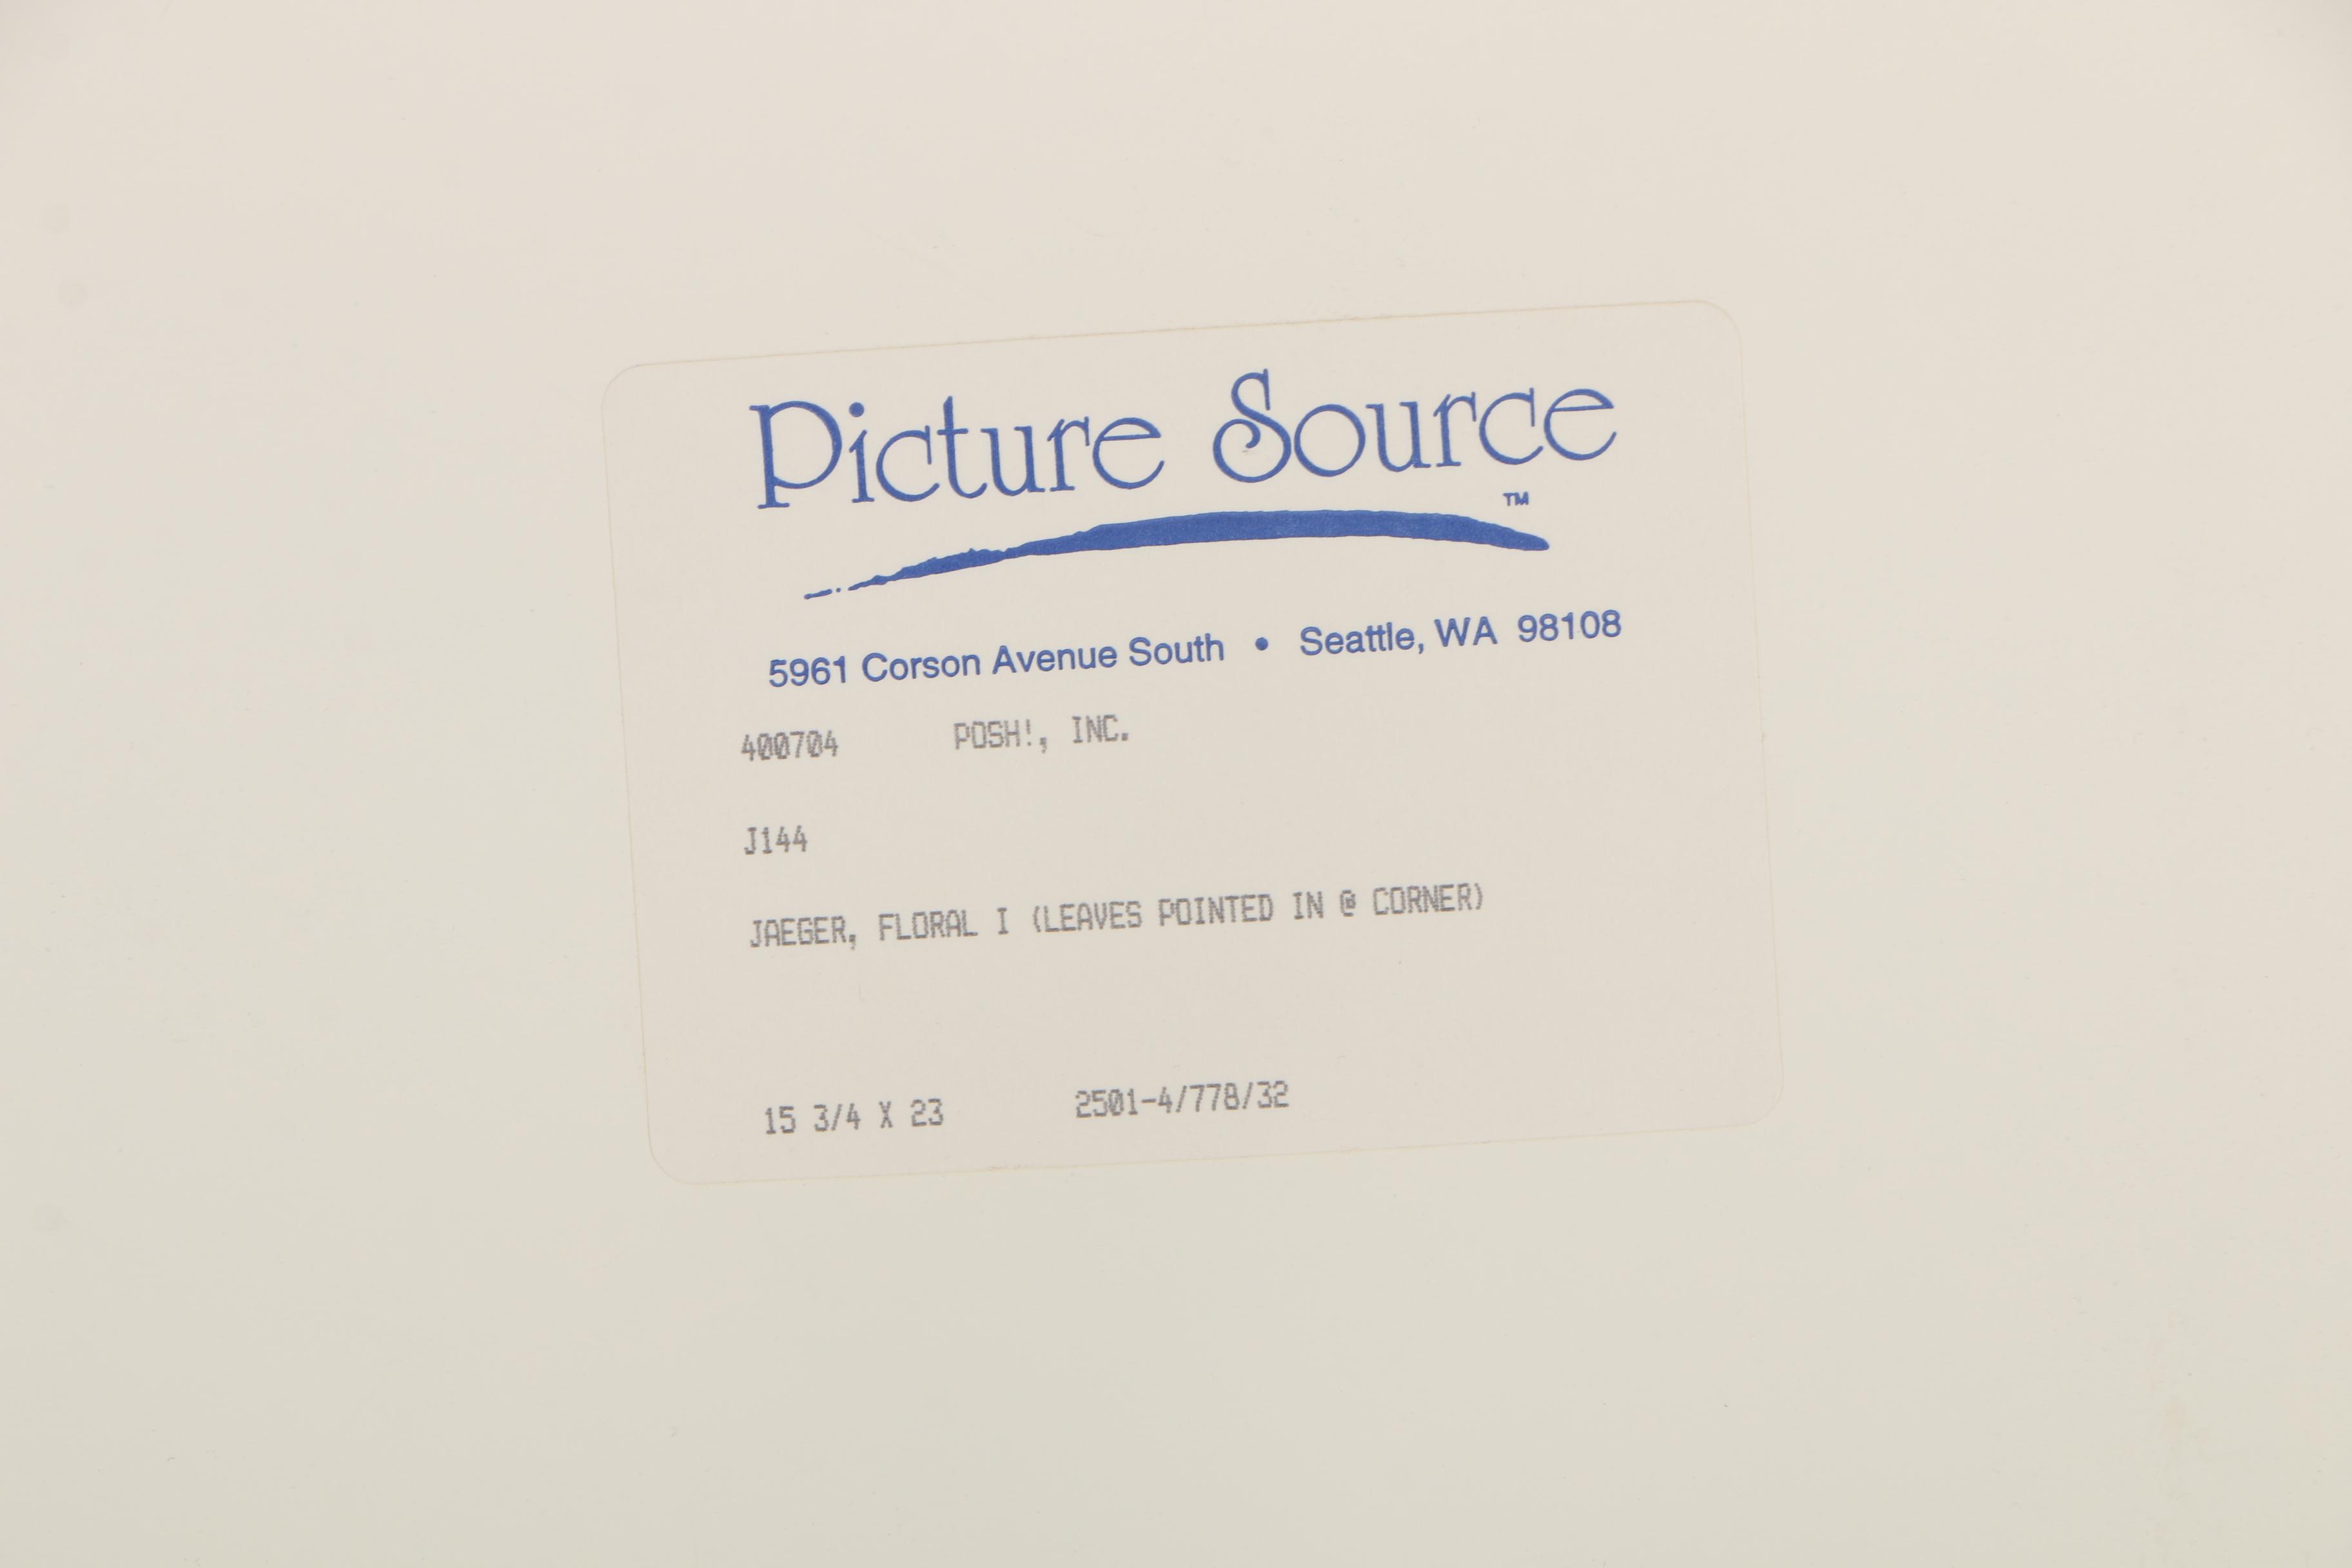 Picture Source
™
5961 Corson Avenue South • Seattle, WA 98108
400704 POSH!, INC.
J144
JAEGER, FLORAL I (LEAVES POINTED IN @ CORNER)
15 3/4 X 23 2501-4/778/32